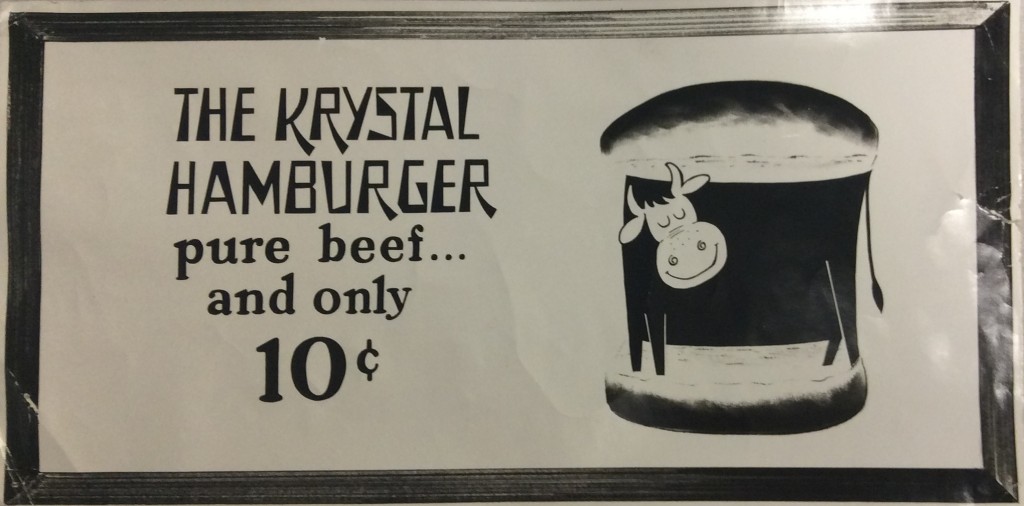 THE KRYSTAL
HAMBURGER
pure beef...
and only
10¢